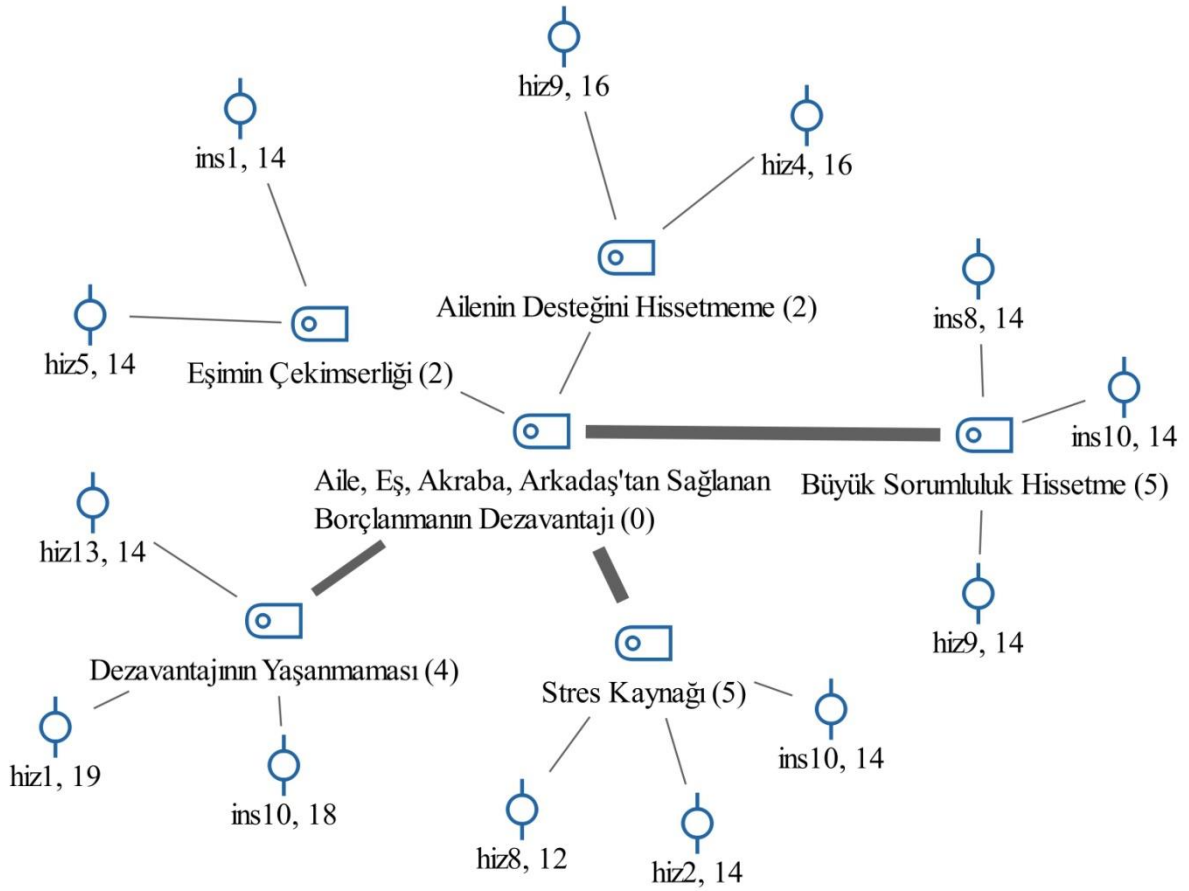 hiz9, 16
ins1, 14
hiz4, 16
Ailenin Desteğini Hissetmeme (2)
ins8, 14
hiz5, 14
Eşimin Çekimserliği (2)
ins10, 14
Aile, Eş, Akraba, Arkadaş'tan Sağlanan
Borçlanmanın Dezavantajı (0)
Büyük Sorumluluk Hissetme (5)
hiz13, 14
hiz9, 14
Dezavantajının Yaşanmaması (4)
Stres Kaynağı (5)
hiz1, 19
ins10, 18
ins10, 14
hiz8, 12
hiz2, 14